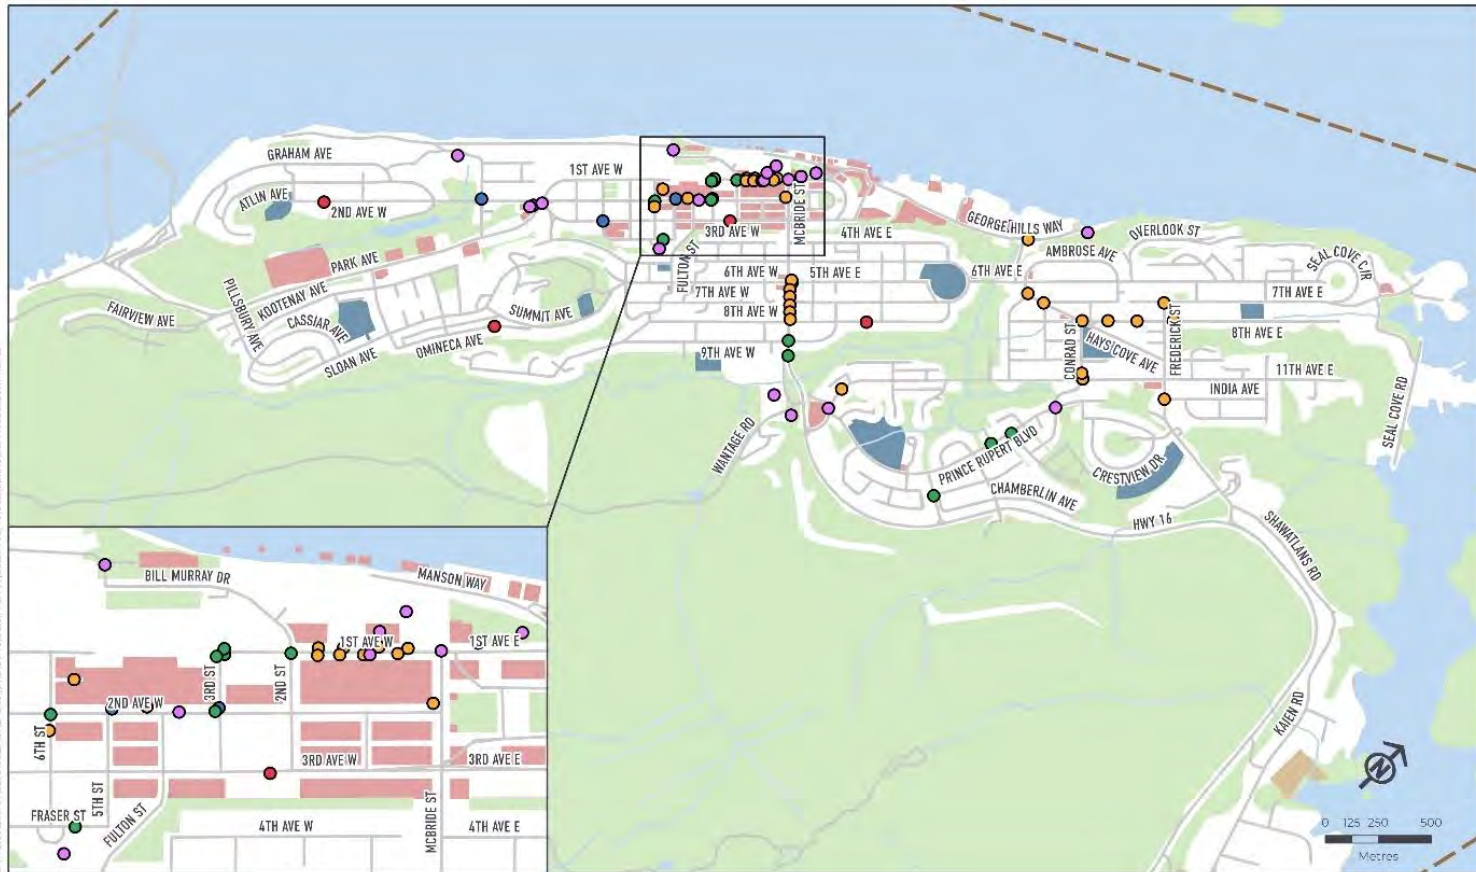 GRAHAM AVE
1ST AVE W
ATLIN AVE
2ND AVE W
3RD AVE W
MCBRIDE ST
4TH AVE E
GEORGE HILLS WAY
OVERLOOK ST
AMBROSE AVE
SEAL COVE CIR
PARK AVE
FULTON ST
6TH AVE W
5TH AVE E
6TH AVE E
7TH AVE W
7TH AVE E
PILLSBURY AVE
KOOTENAY AVE
FAIRVIEW AVE
CASSIAR AVE
SUMMIT AVE
8TH AVE W
FREDERICK ST
8TH AVE E
OMINECA AVE
SLOAN AVE
9TH AVE W
CONRAD ST
HAYS COVE AVE
11TH AVE E
INDIA AVE
SEAL COVE RD
WANTAGE RD
PRINCE RUPERT BLVD
CRESTVIEW DR
CHAMBERLIN AVE
HWY 16
SHAWATLANS RD
KAIEN RD
BILL MURRAY DR
MANSON WAY
1ST AVE W
1ST AVE E
3RD ST
2ND ST
2ND AVE W
6TH ST
3RD AVE W
3RD AVE E
5TH ST
FULTON ST
FRASER ST
4TH AVE W
MCBRIDE ST
4TH AVE E
N
0 125 250 500
Metres